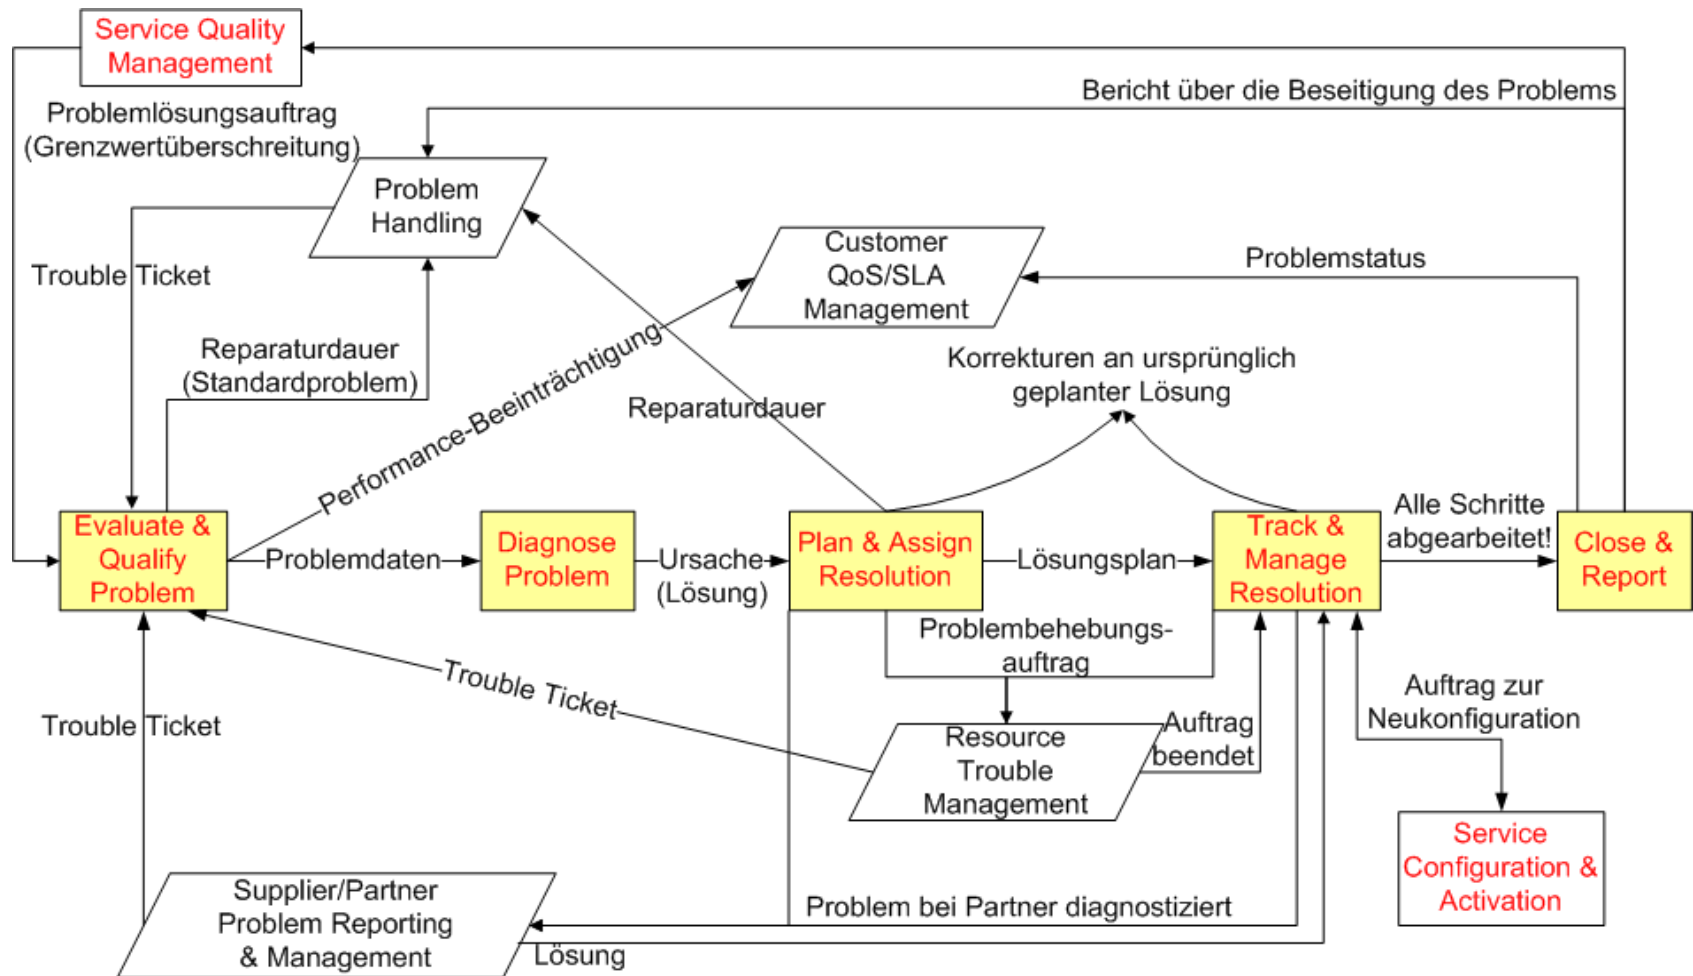 Service Quality
Management
Bericht über die Beseitigung des Problems
Problemlösungsauftrag
(Grenzwertüberschreitung)
Problem
Handling
Customer
QoS/SLA
Management
Problemstatus
Trouble Ticket
Reparaturdauer
(Standardproblem)
Performance-Beeinträchtigung
Reparaturdauer
Korrekturen an ursprünglich
geplanter Lösung
Evaluate &
Qualify
Problem
Problemdaten
Diagnose
Problem
Ursache
(Lösung)
Plan & Assign
Resolution
Lösungsplan
Track &
Manage
Resolution
Alle Schritte
abgearbeitet!
Close &
Report
Problembehebungs-
auftrag
Trouble Ticket
Trouble Ticket
Resource
Trouble
Management
Auftrag
beendet
Auftrag zur
Neukonfiguration
Service
Configuration &
Activation
Supplier/Partner
Problem Reporting
& Management
Problem bei Partner diagnostiziert
Lösung